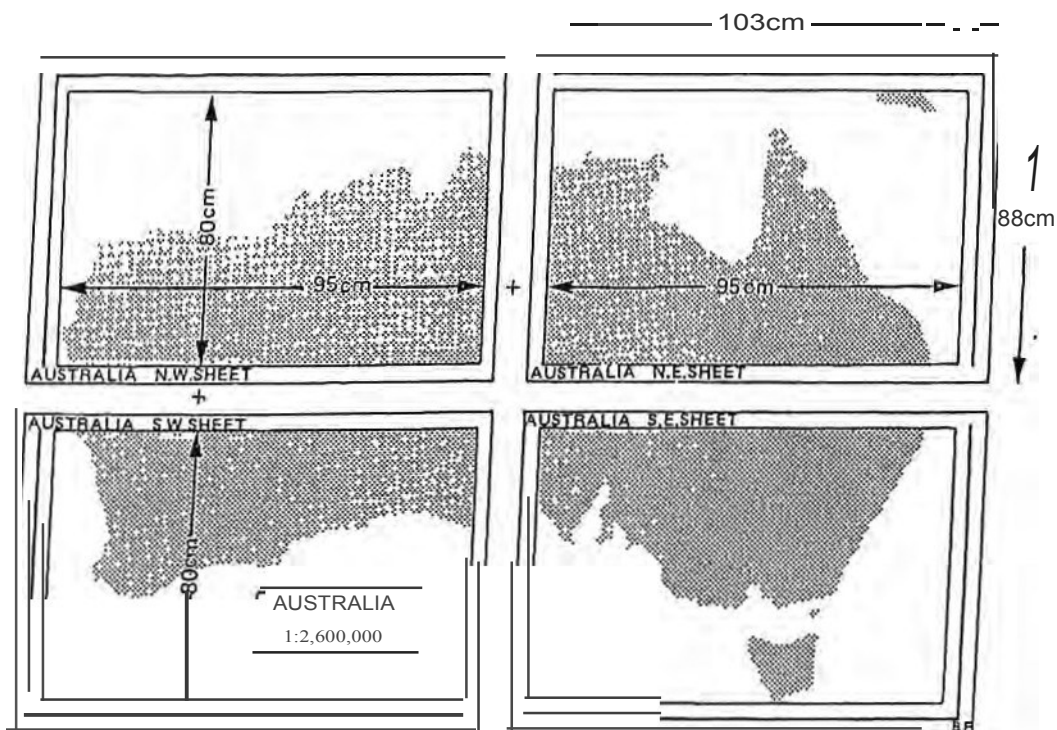 103cm
80cm
95cm
+
95cm
88cm
AUSTRALIA N.W.SHEET
AUSTRALIA N.E.SHEET
+
AUSTRALIA S.W.SHEET
AUSTRALIA S.E.SHEET
80cm
AUSTRALIA
1:2,600,000